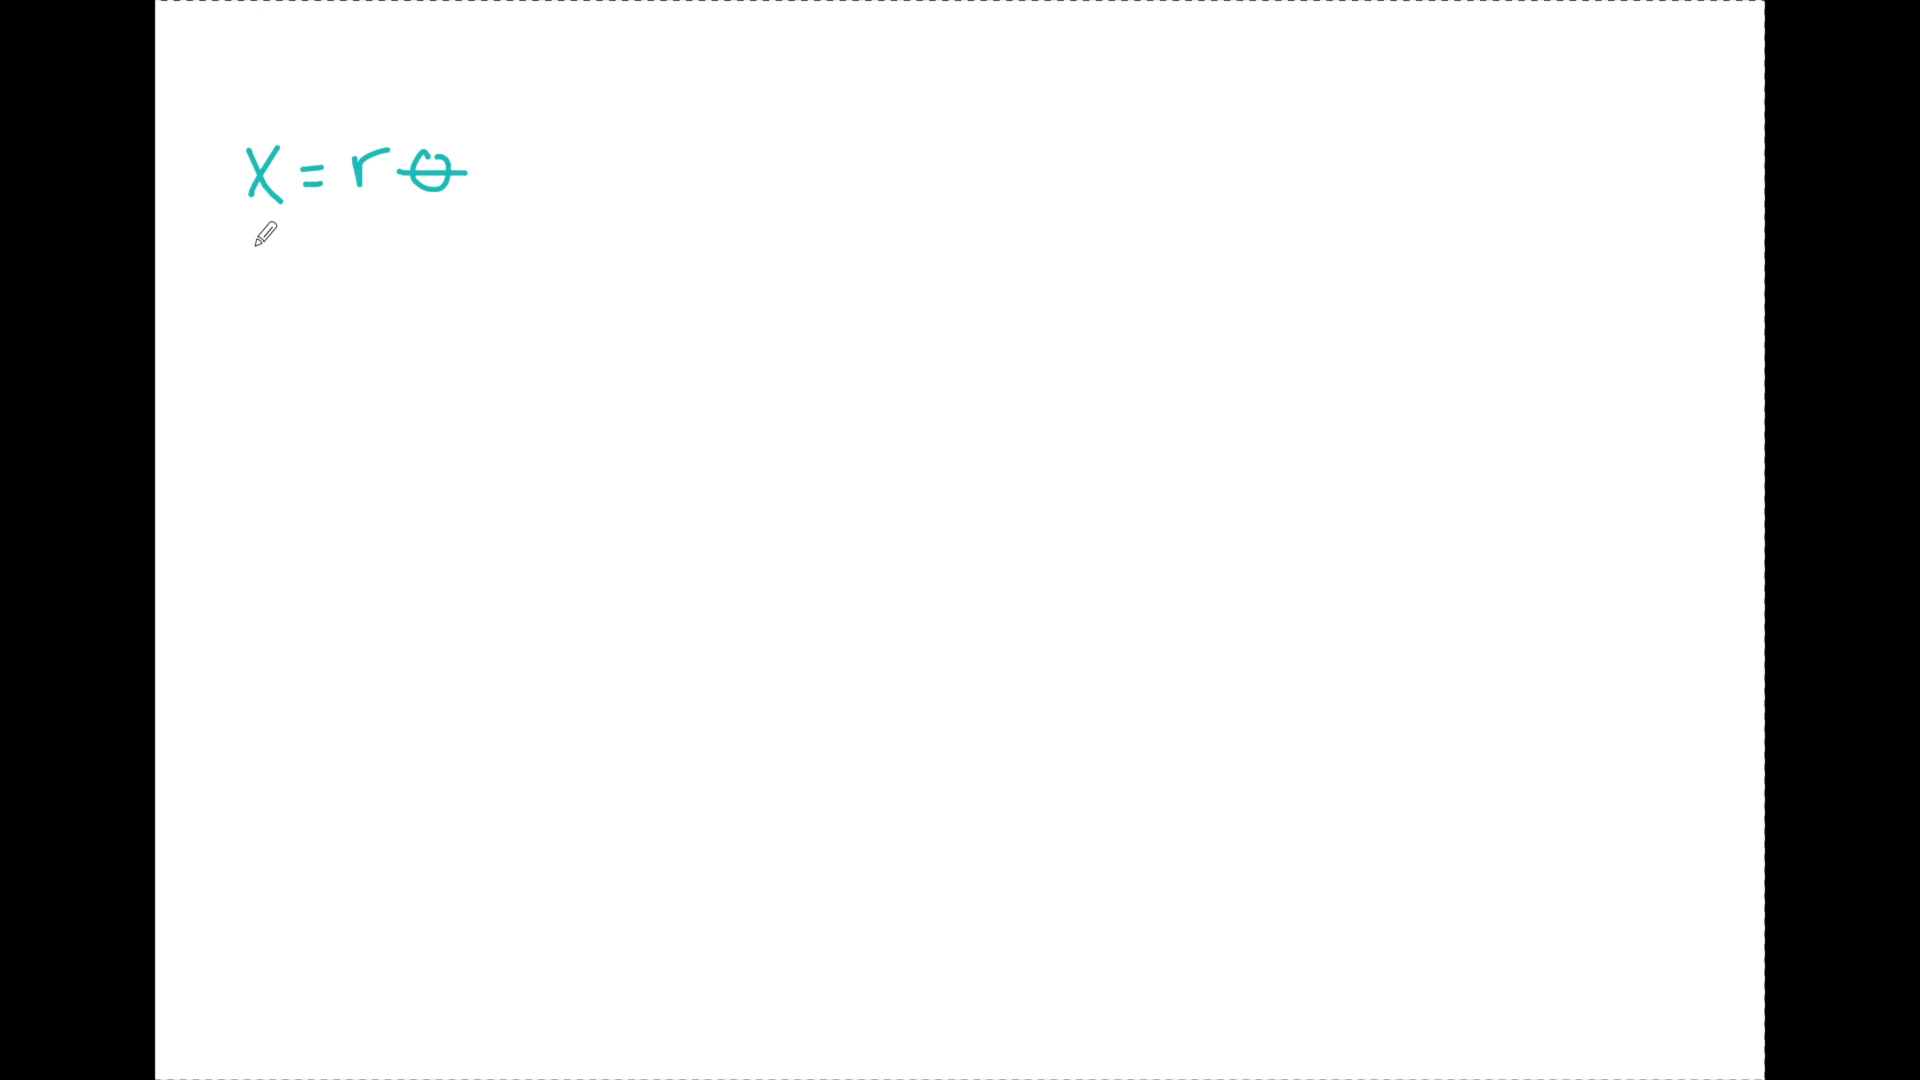 x = rθ